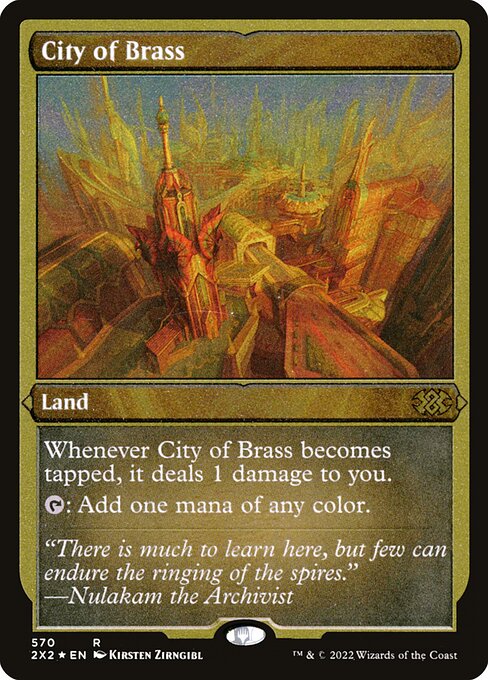 City of Brass
Land
Whenever City of Brass becomes
tapped, it deals 1 damage to you.
: Add one mana of any color.
“There is much to learn here, but few can
endure the ringing of the spires.”
—Nulakam the Archivist
570 R
2X2 ★ EN Kirsten Zirngibl
™ & © 2022 Wizards of the Coast